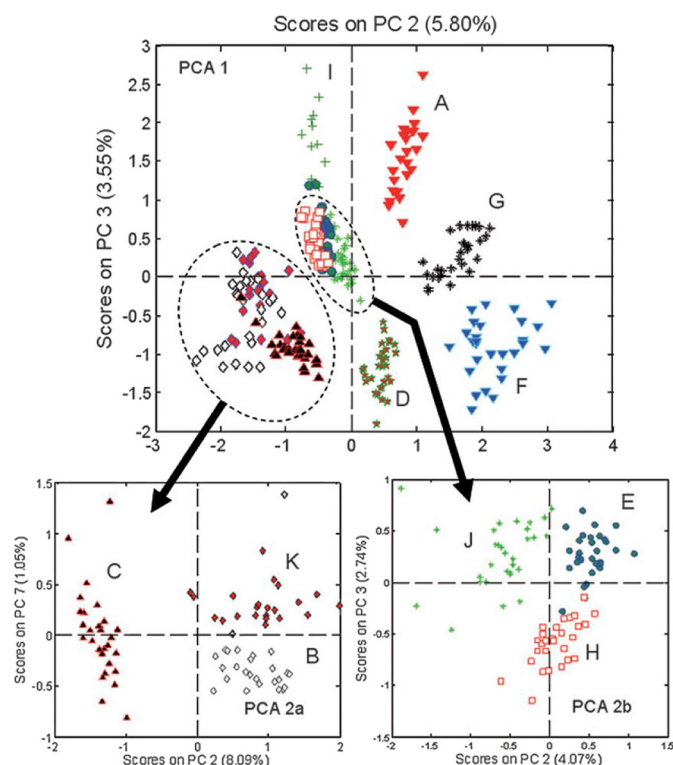 Scores on PC 2 (5.80%)
PCA 1
I
A
G
F
D
Scores on PC 3 (3.55%)
3
2.5
2
1.5
1
0.5
0
-0.5
-1
-1.5
-2
-3 -2 -1 0 1 2 3 4
C
K
B
PCA 2a
Scores on PC 7 (1.05%)
1.5
1
0.5
0
-0.5
-1
-2 -1 0 1 2
Scores on PC 2 (8.09%)
J
E
H
PCA 2b
Scores on PC 3 (2.74%)
1
0.5
0
-0.5
-1
-1.5
-2 -1.5 -1 -0.5 0 0.5 1 1.5
Scores on PC 2 (4.07%)